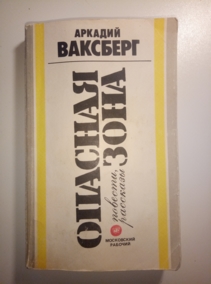 АРКАДИЙ
ВАКСБЕРГ
ОПАСНАЯ
ЗОНА
повести,
рассказы
МОСКОВСКИЙ
РАБОЧИЙ